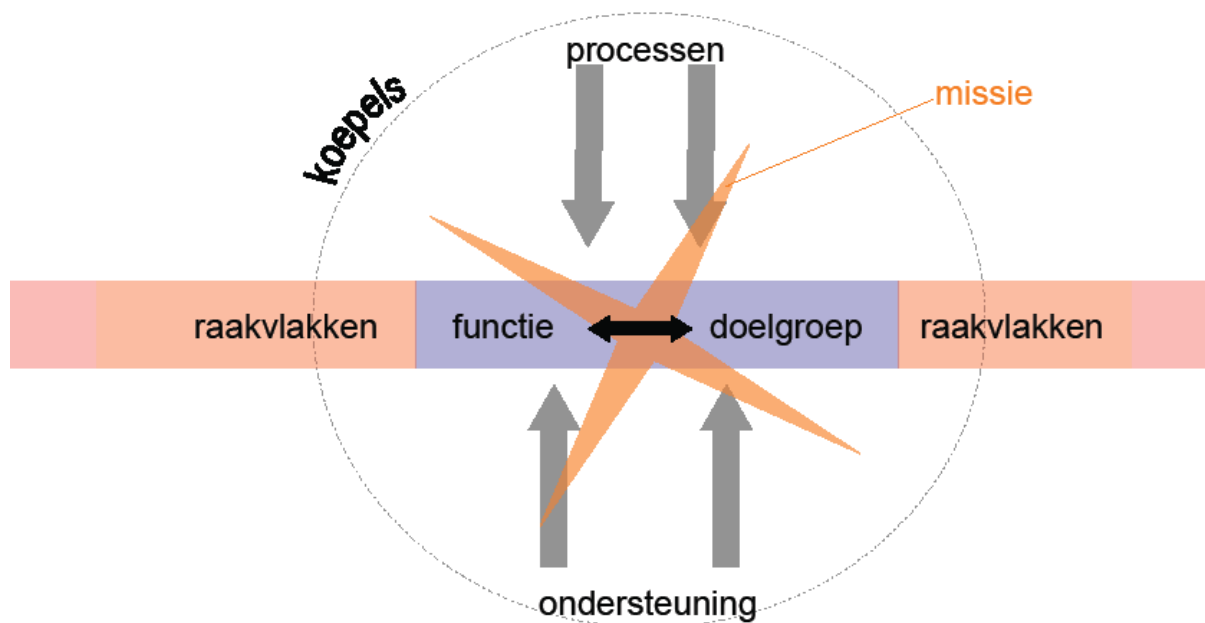 processen
missie
koepels
raakvlakken
functie
doelgroep
raakvlakken
ondersteuning